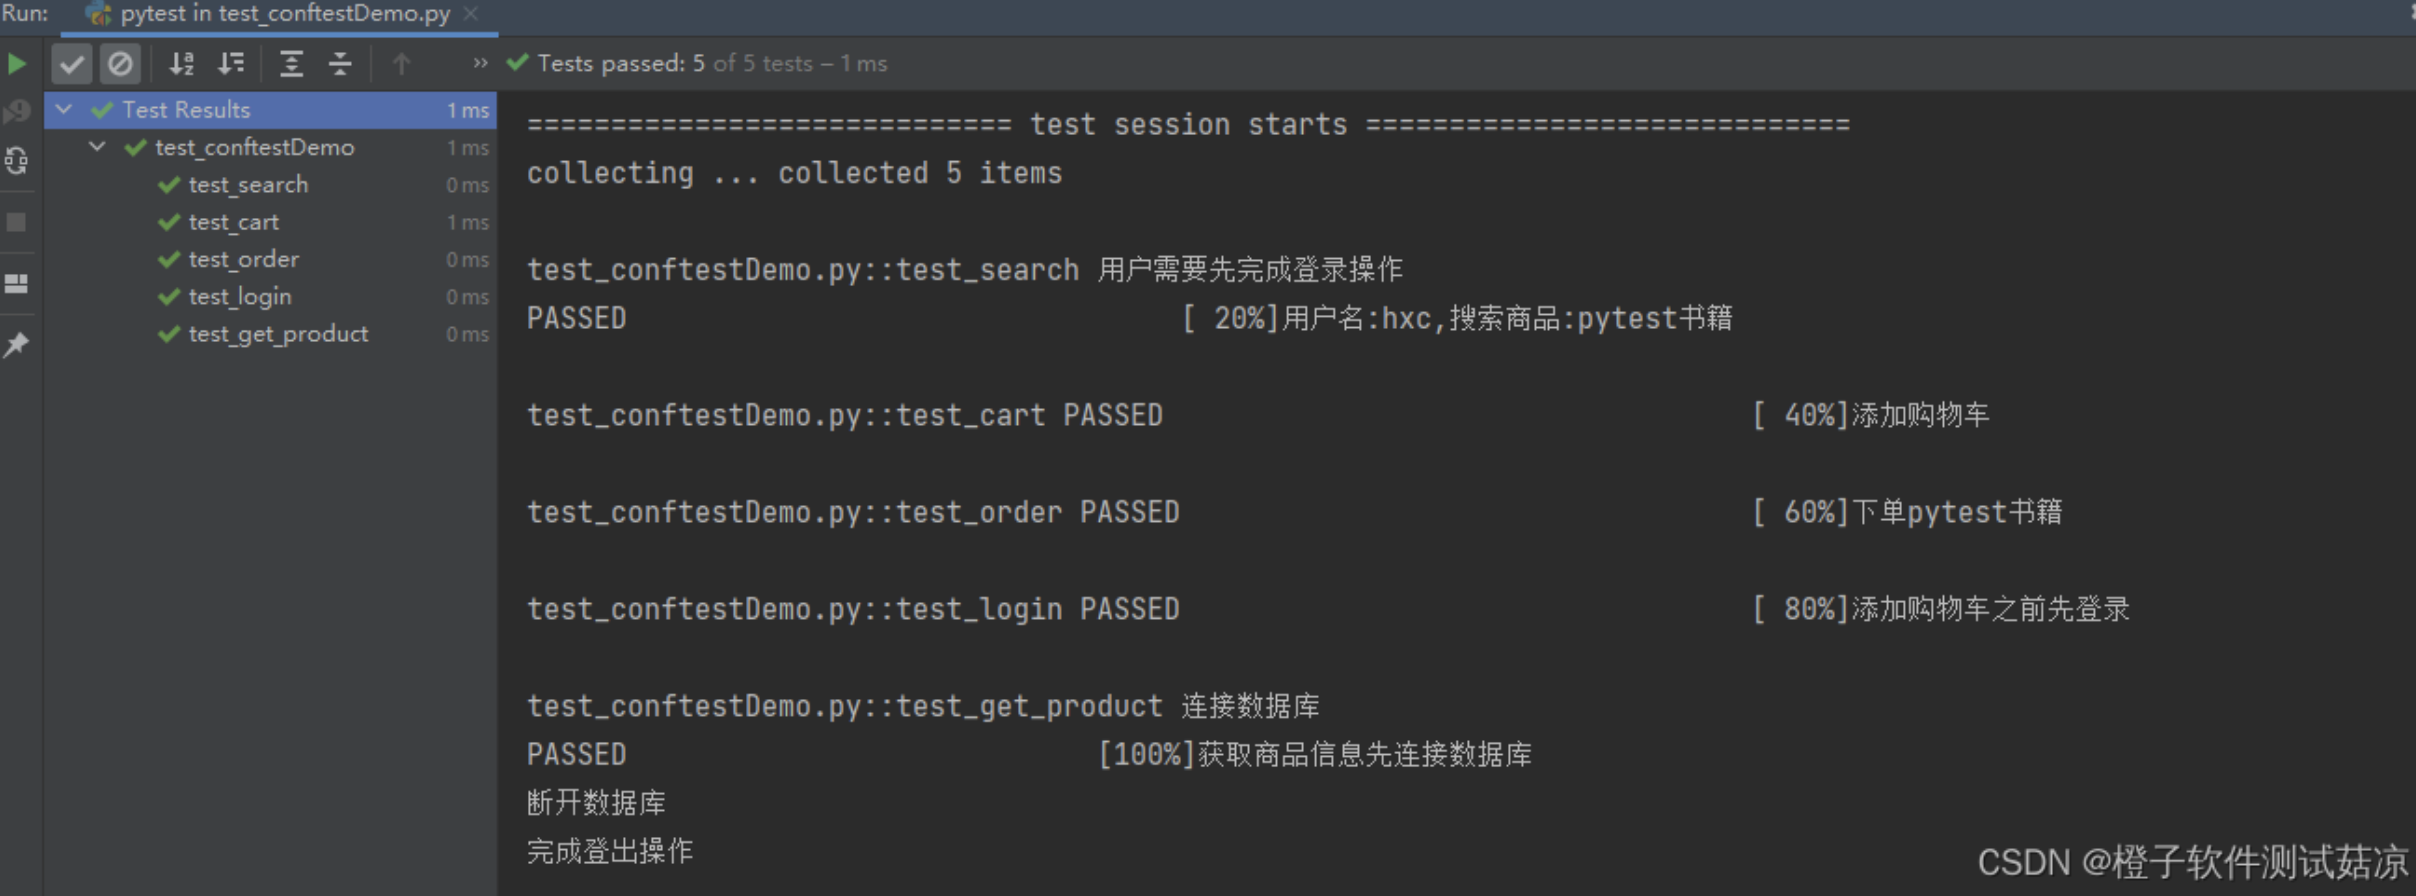 Run: pytest in test_conftestDemo.py
Tests passed: 5 of 5 tests – 1 ms
Test Results 1 ms
test_conftestDemo 1 ms
test_search 0 ms
test_cart 1 ms
test_order 0 ms
test_login 0 ms
test_get_product 0 ms
============================= test session starts =============================
collecting ... collected 5 items
test_conftestDemo.py::test_search 用户需要先完成登录操作
PASSED [ 20%]用户名:hxc,搜索商品:pytest书籍
test_conftestDemo.py::test_cart PASSED [ 40%]添加购物车
test_conftestDemo.py::test_order PASSED [ 60%]下单pytest书籍
test_conftestDemo.py::test_login PASSED [ 80%]添加购物车之前先登录
test_conftestDemo.py::test_get_product 连接数据库
PASSED [100%]获取商品信息先连接数据库
断开数据库
完成登出操作
CSDN @橙子软件测试菇凉